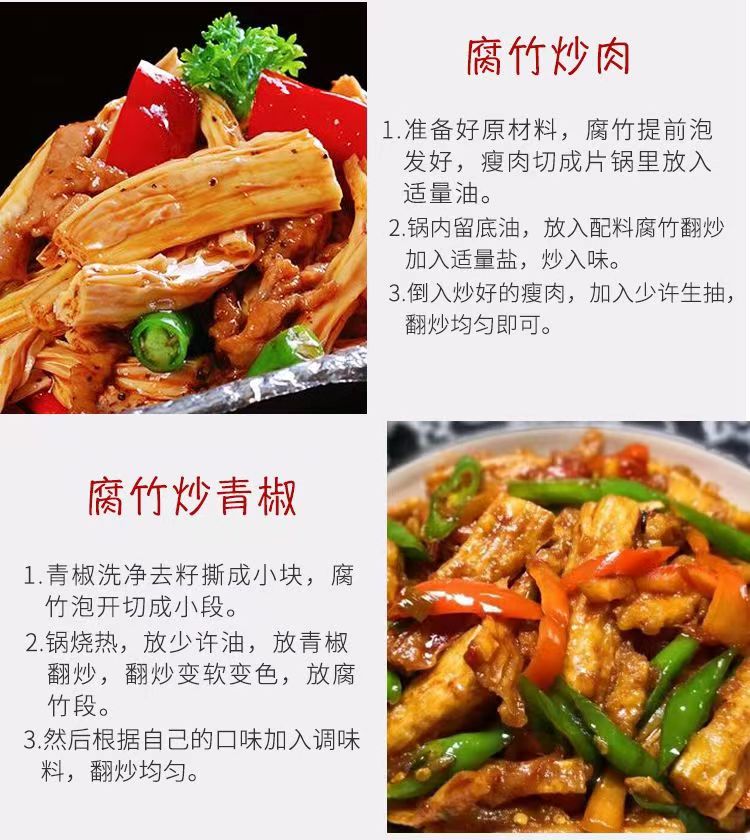 腐竹炒肉
1.准备好原材料，腐竹提前泡
发好，瘦肉切成片锅里放入
适量油。
2.锅内留底油，放入配料腐竹翻炒
加入适量盐，炒入味。
3.倒入炒好的瘦肉，加入少许生抽，
翻炒均匀即可。
腐竹炒青椒
1.青椒洗净去籽撕成小块，腐
竹泡开切成小段。
2.锅烧热，放少许油，放青椒
翻炒，翻炒变软变色，放腐
竹段。
3.然后根据自己的口味加入调味
料，翻炒均匀。